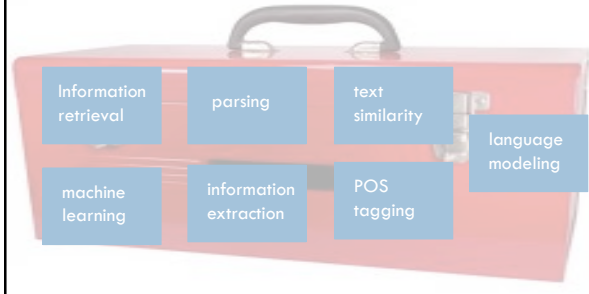 Information
retrieval
parsing
text
similarity
language
modeling
machine
learning
information
extraction
POS
tagging